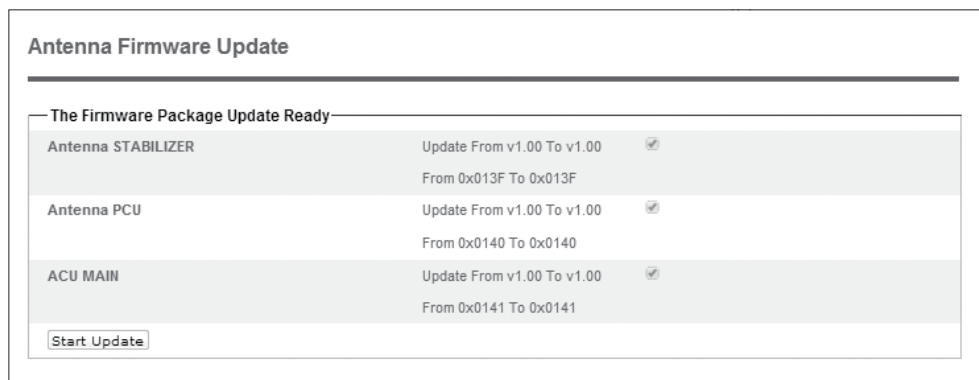 Antenna Firmware Update
The Firmware Package Update Ready
Antenna STABILIZER Update From v1.00 To v1.00
From 0x013F To 0x013F
Antenna PCU Update From v1.00 To v1.00
From 0x0140 To 0x0140
ACU MAIN Update From v1.00 To v1.00
From 0x0141 To 0x0141
Start Update